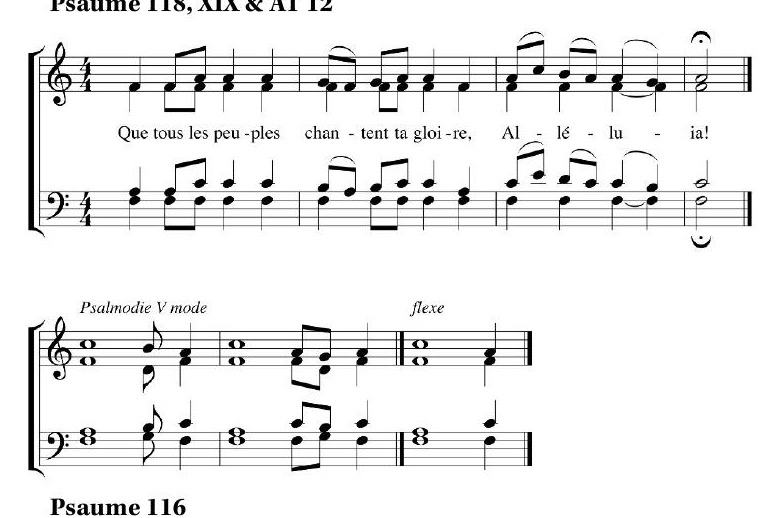 Psaume 118, XIX & AT 12
Que tous les peu -ples chan - tent ta gloi -re, Al - lé - lu - ia!
Psalmodie V mode flexe
Psaume 116